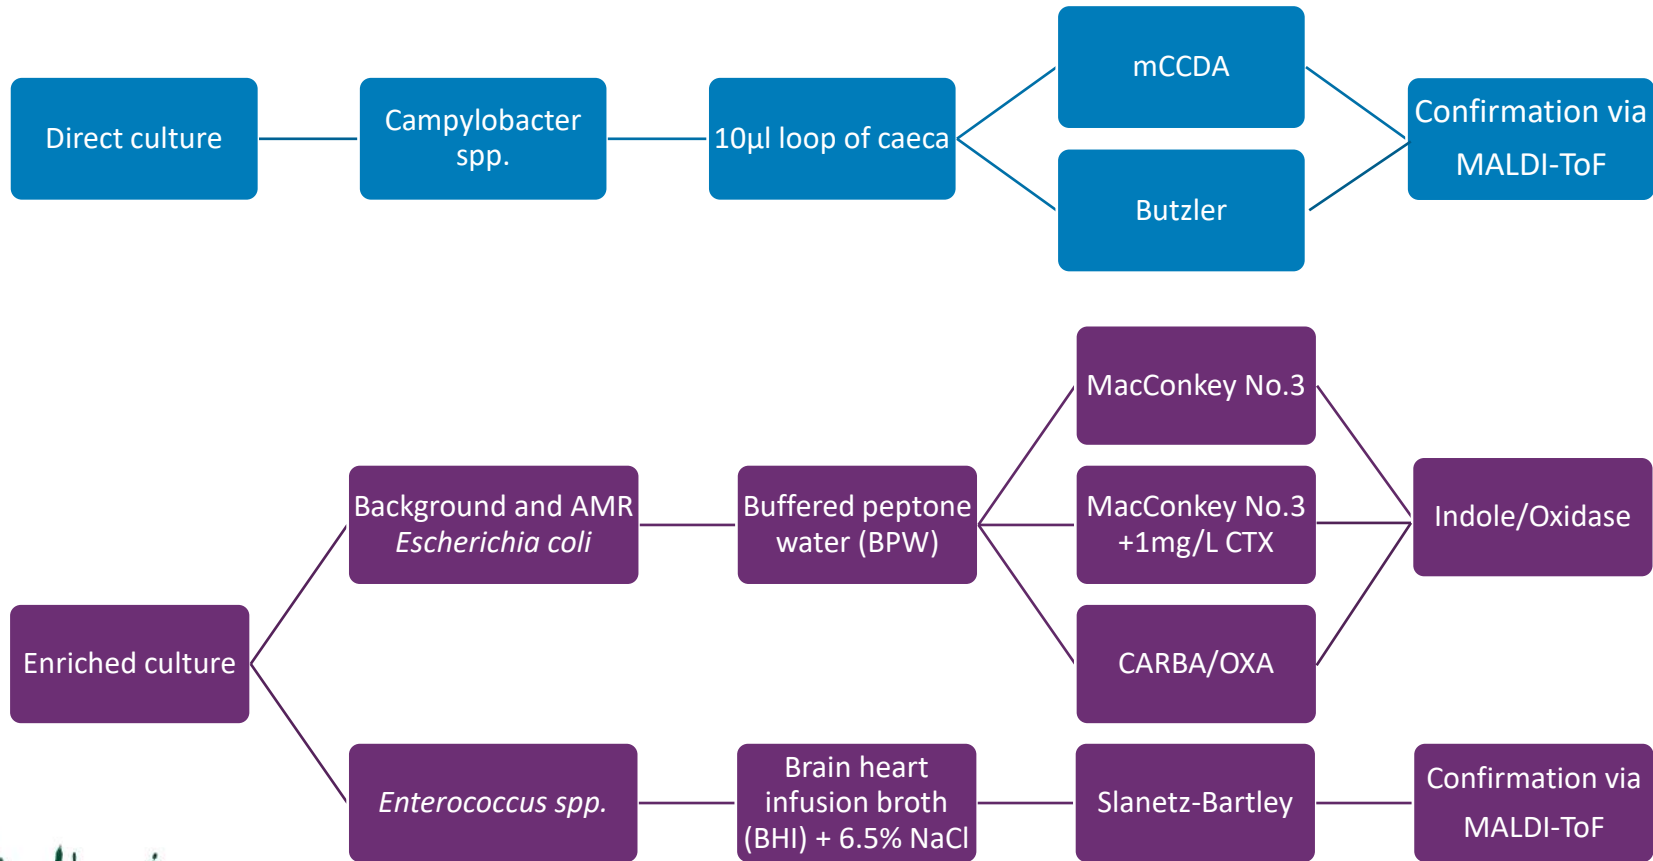 Direct culture
Campylobacter
spp.
10µl loop of caeca
mCCDA
Butzler
Confirmation via
MALDI-ToF
Enriched culture
Background and AMR
Escherichia coli
Buffered peptone
water (BPW)
MacConkey No.3
MacConkey No.3
+1mg/L CTX
CARBA/OXA
Indole/Oxidase
Enterococcus spp.
Brain heart
infusion broth
(BHI) + 6.5% NaCl
Slanetz-Bartley
Confirmation via
MALDI-ToF